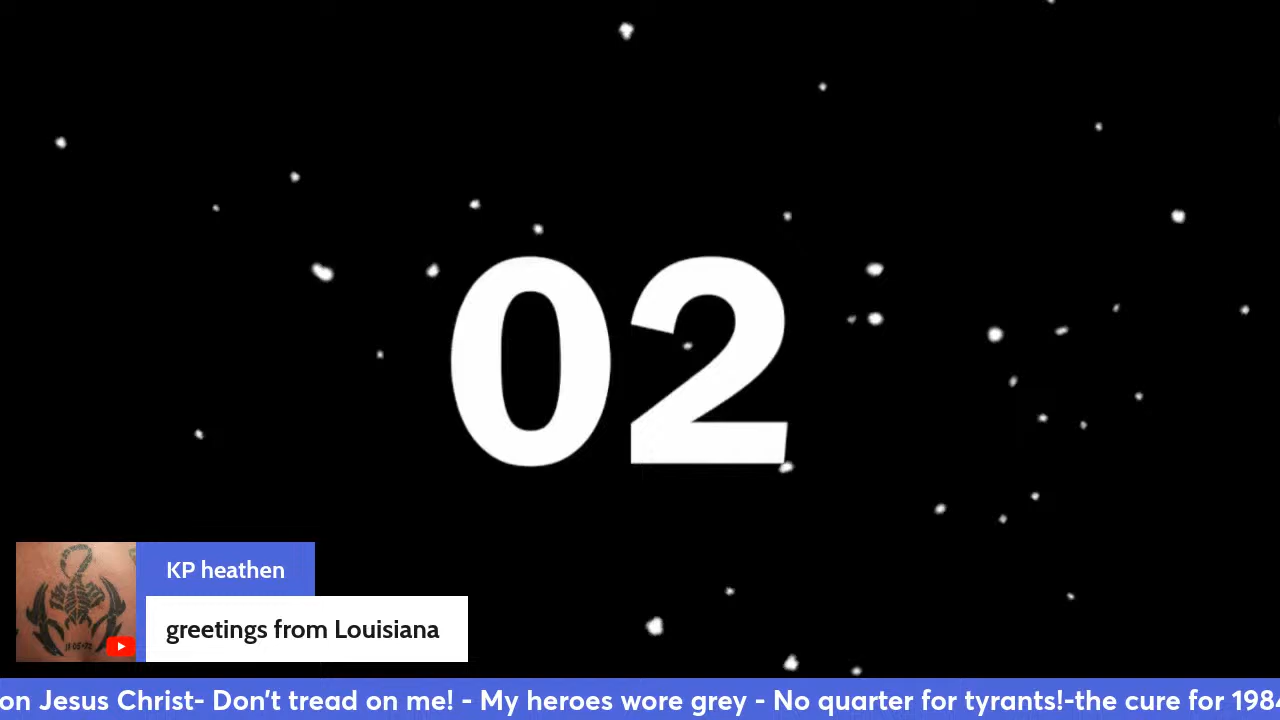 02
KP heathen
greetings from Louisiana
on Jesus Christ- Don't tread on me! - My heroes wore grey - No quarter for tyrants!-the cure for 198